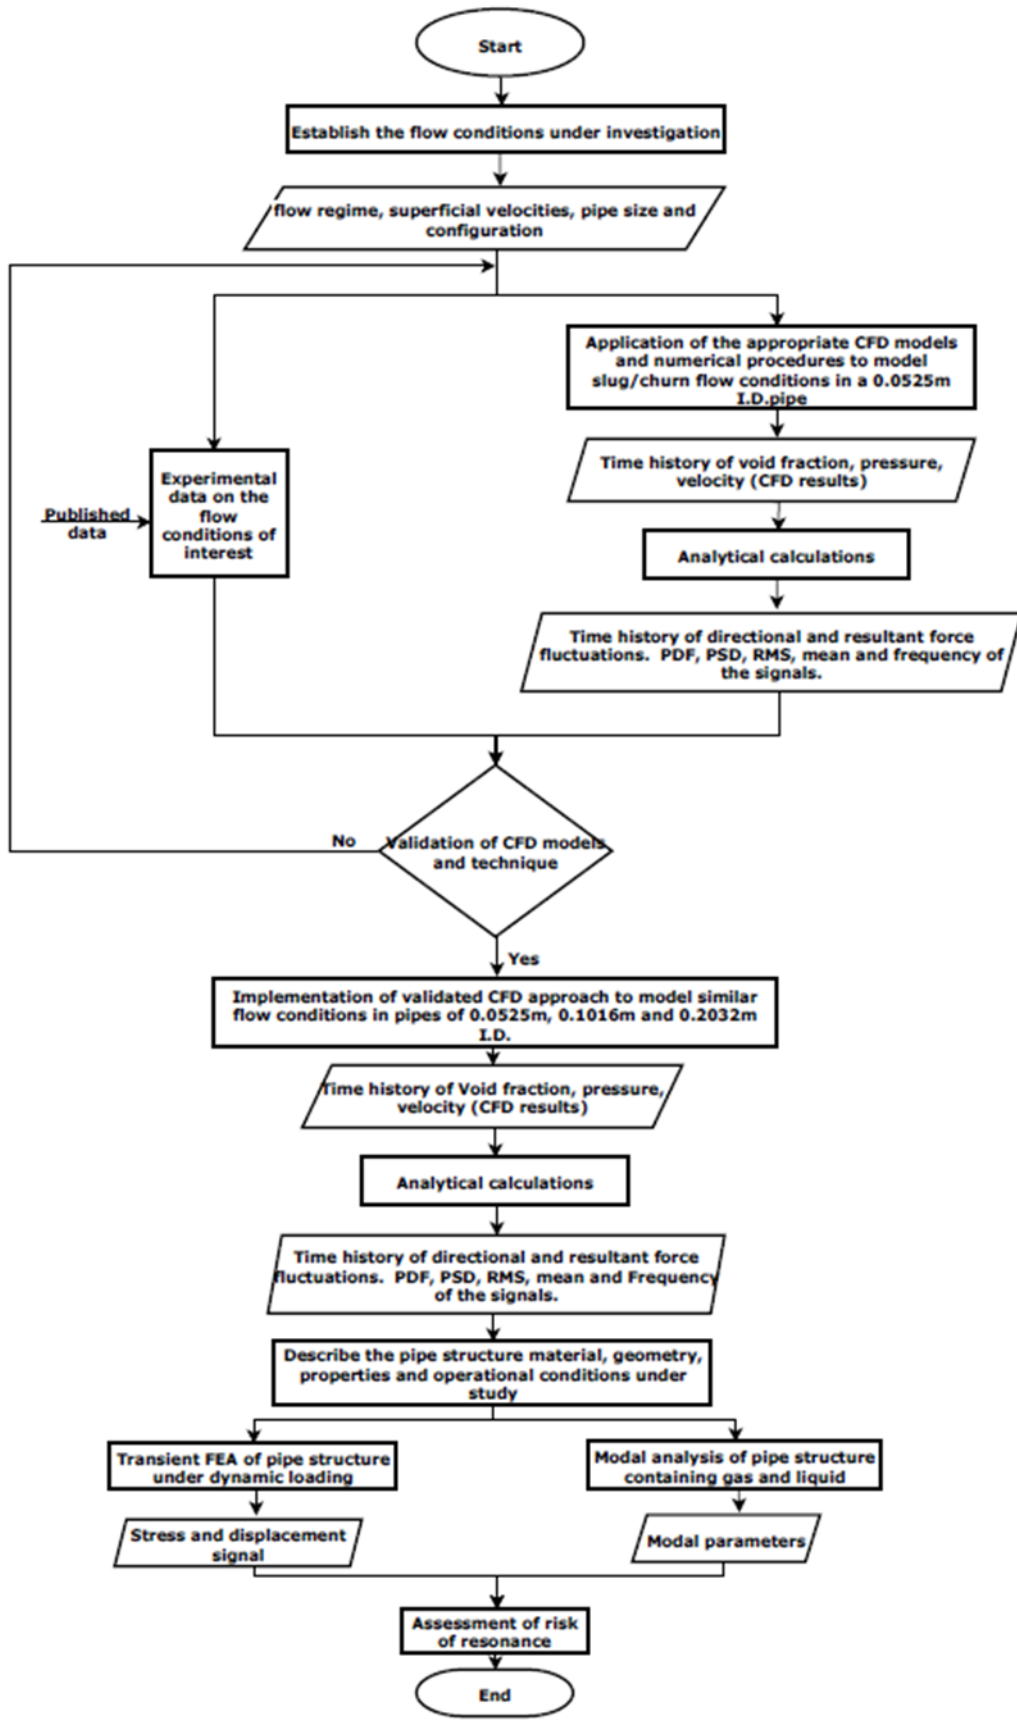 Start
Establish the flow conditions under investigation
flow regime, superficial velocities, pipe size and
configuration
Application of the appropriate CFD models
and numerical procedures to model
slug/churn flow conditions in a 0.0525m
I.D.pipe
Time history of void fraction, pressure,
velocity (CFD results)
Experimental
data on the
flow
conditions of
interest
Published
data
Analytical calculations
Time history of directional and resultant force
fluctuations. PDF, PSD, RMS, mean and frequency of
the signals.
No
Validation of CFD models
and technique
Yes
Implementation of validated CFD approach to model similar
flow conditions in pipes of 0.0525m, 0.1016m and 0.2032m
I.D.
Time history of Void fraction, pressure,
velocity (CFD results)
Analytical calculations
Time history of directional and resultant force
fluctuations. PDF, PSD, RMS, mean and Frequency
of the signals.
Describe the pipe structure material, geometry,
properties and operational conditions under
study
Transient FEA of pipe structure
under dynamic loading
Modal analysis of pipe structure
containing gas and liquid
Stress and displacement
signal
Modal parameters
Assessment of risk
of resonance
End